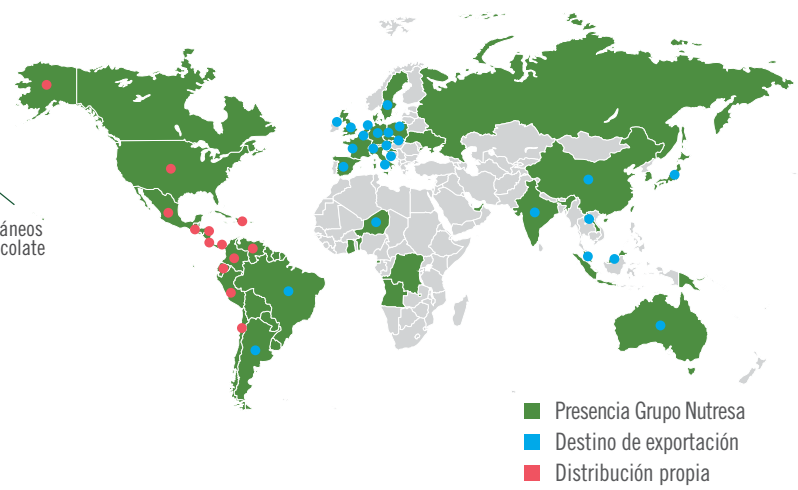 áneos
colate
Presencia Grupo Nutresa
Destino de exportación
Distribución propia